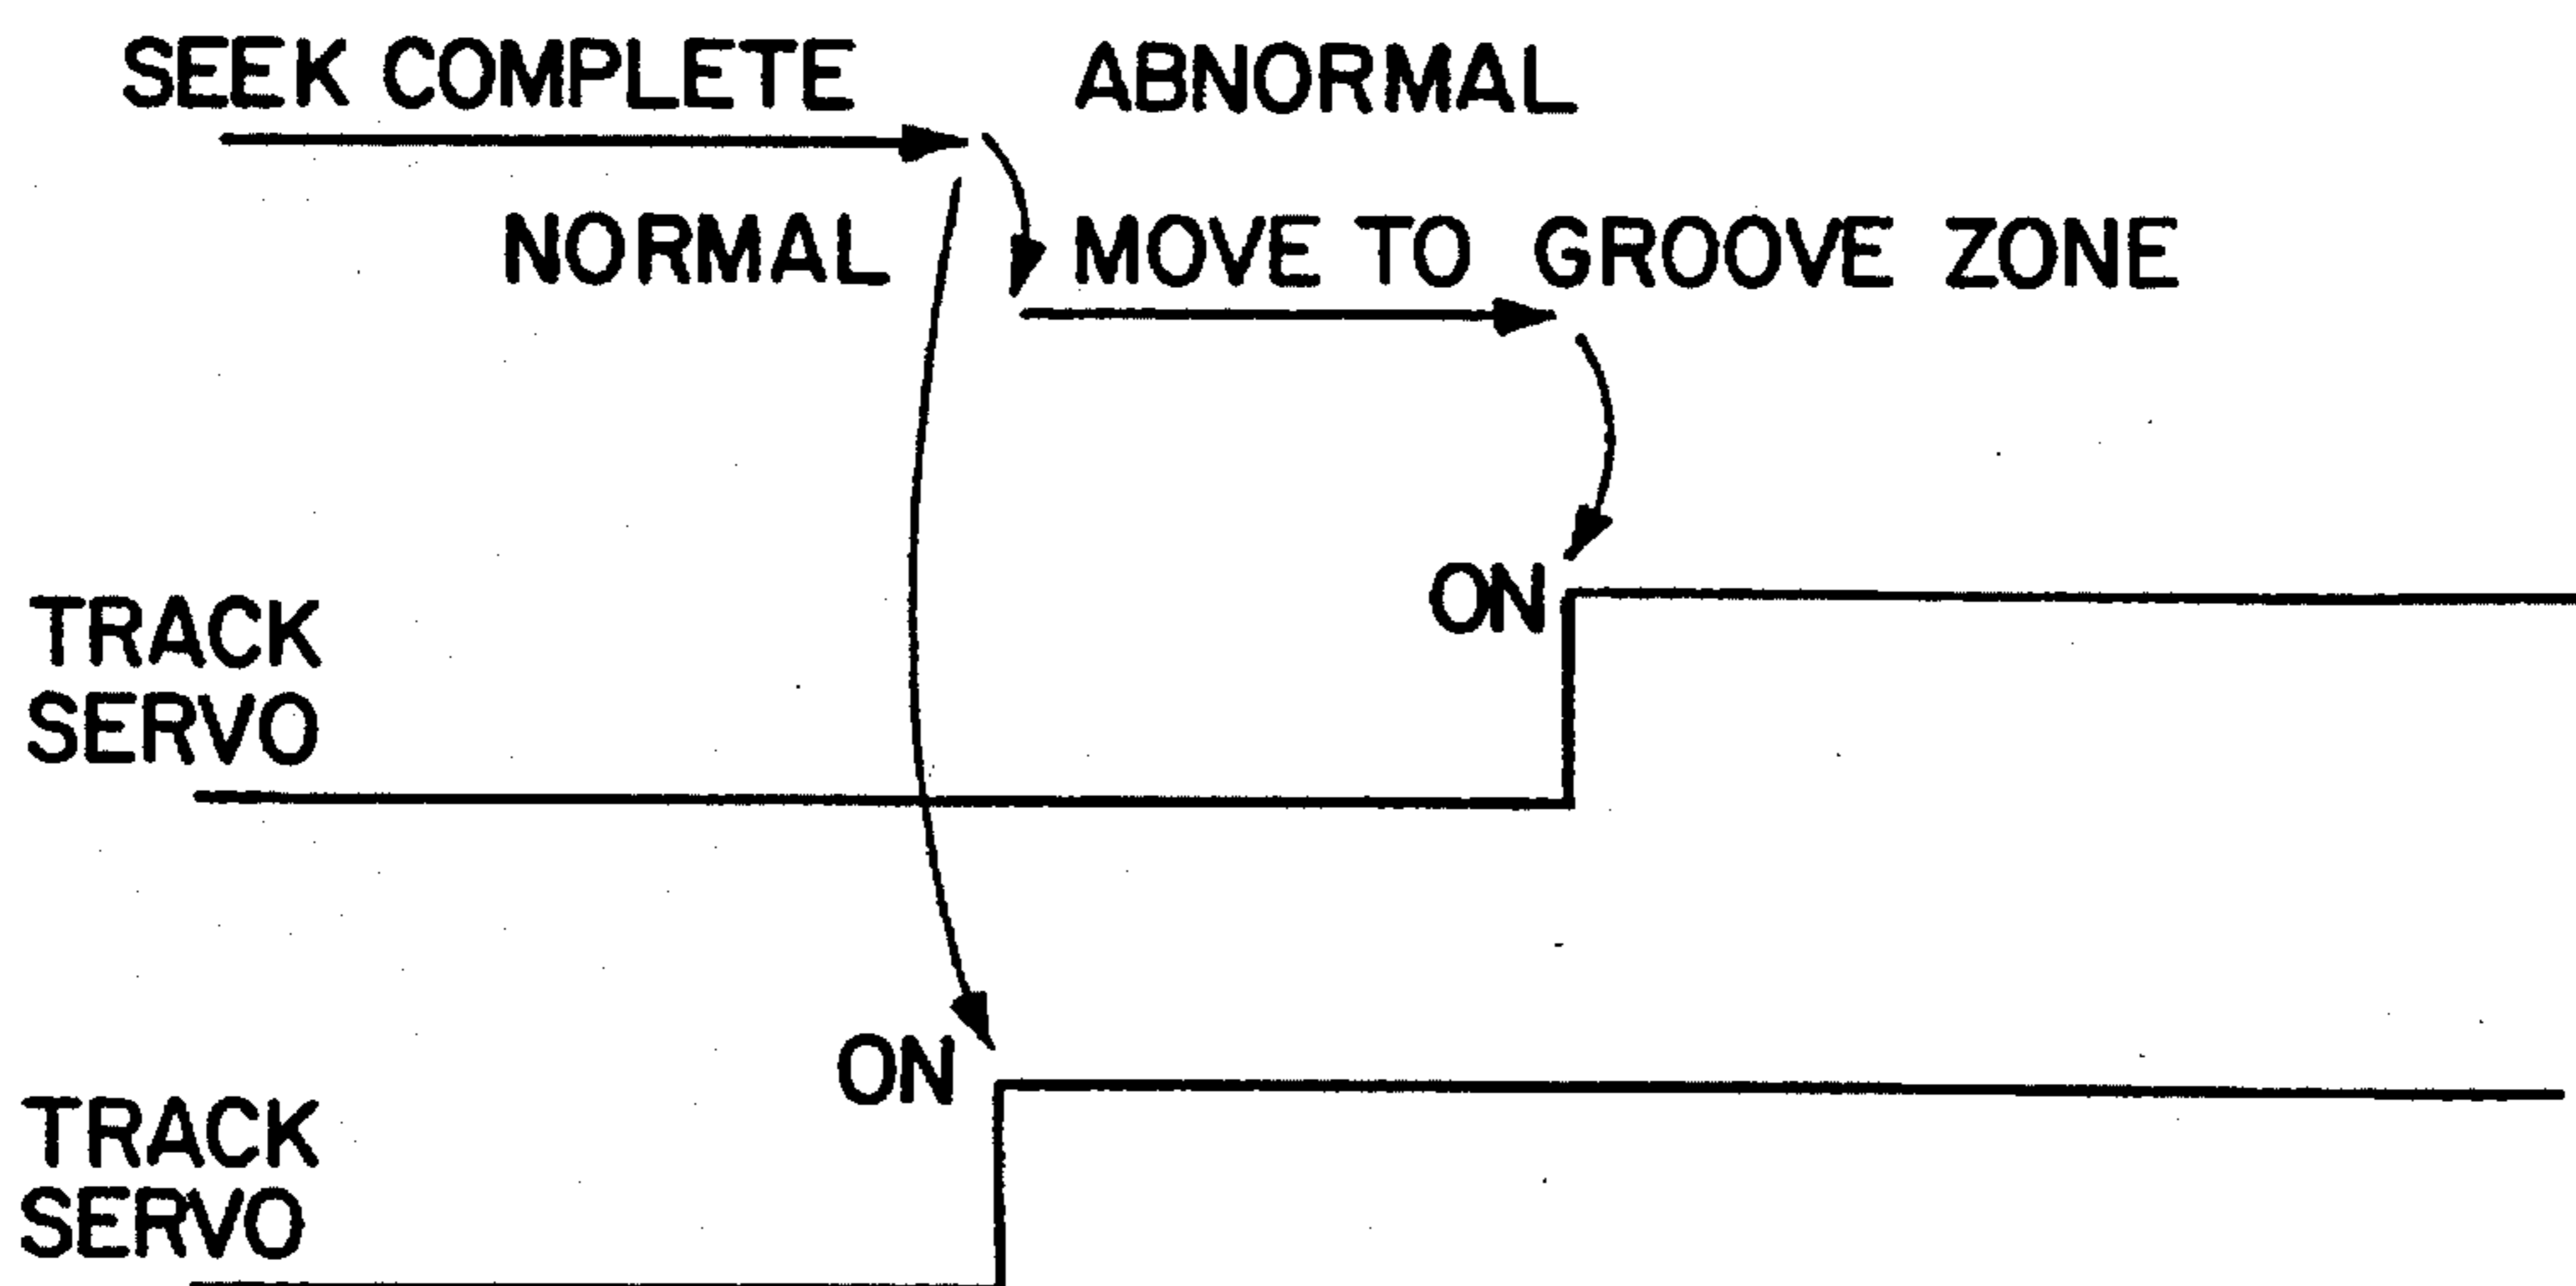 SEEK COMPLETE ABNORMAL
NORMAL MOVE TO GROOVE ZONE
ON
TRACK
SERVO
ON
TRACK
SERVO